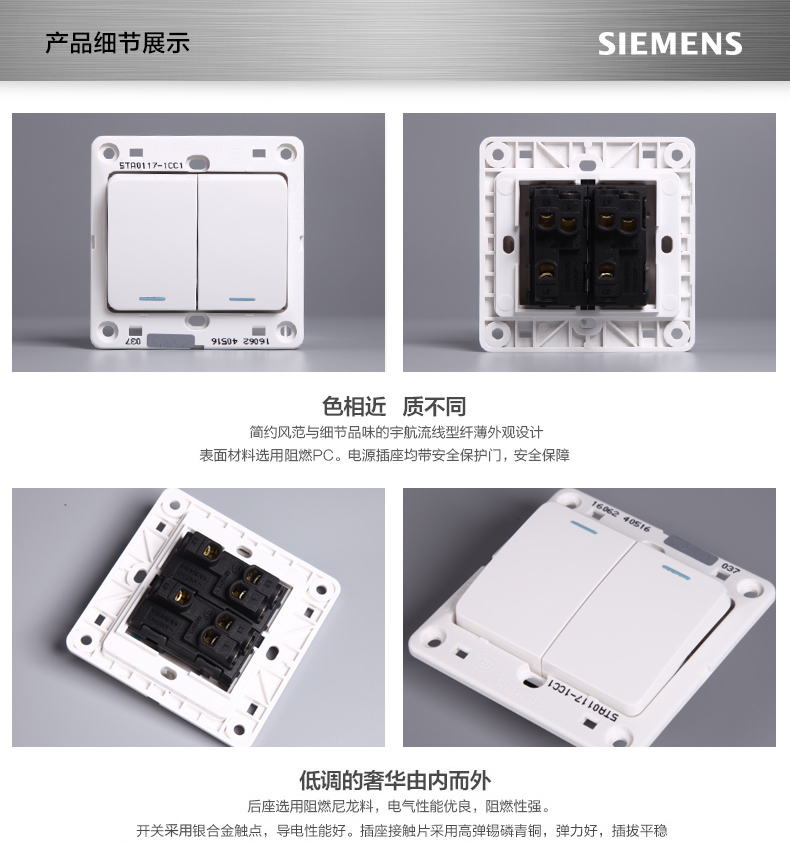 产品细节展示
SIEMENS
5TA0117-1CC1
037
16062 40516
色相近 质不同
简约风范与细节品味的宇航流线型纤薄外观设计
表面材料选用阻燃PC。电源插座均带安全保护门，安全保障
16062 40516
037
5TA0117-1CC1
低调的奢华由内而外
后座选用阻燃尼龙料，电气性能优良，阻燃性强。
开关采用银合金触点，导电性能好。插座接触片采用高弹锡磷青铜，弹力好，插拔平稳